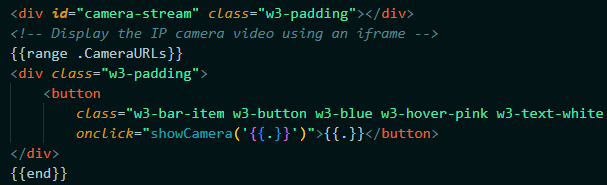 <div id="camera-stream" class="w3-padding"></div>
<!-- Display the IP camera video using an iframe -->
{{range .CameraURLs}}
<div class="w3-padding">
<button
class="w3-bar-item w3-button w3-blue w3-hover-pink w3-text-white
onclick="showCamera('{{.}}')">{{.}}</button>
</div>
{{end}}